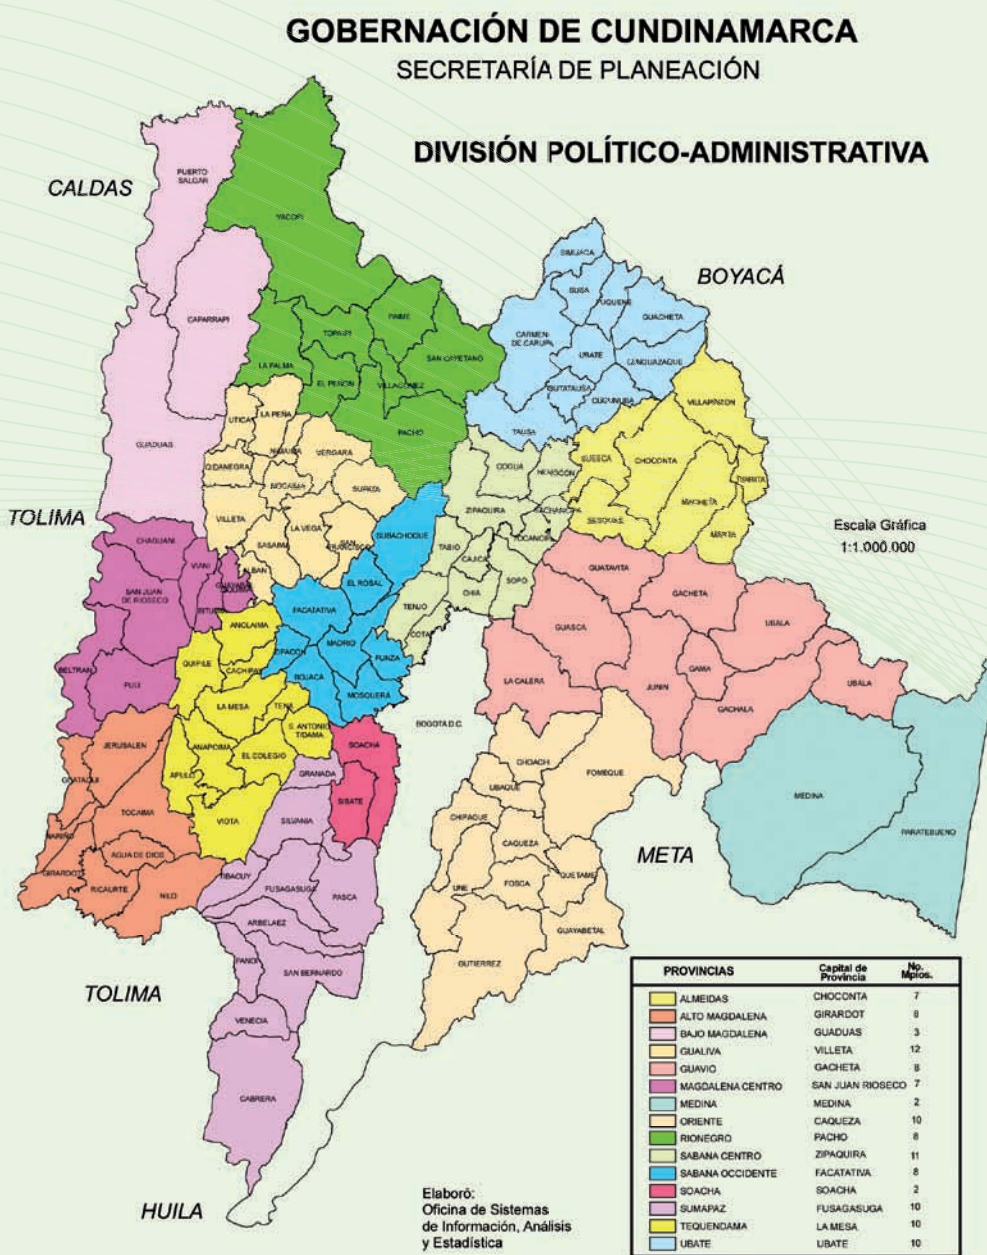 GOBERNACIÓN DE CUNDINAMARCA
SECRETARÍA DE PLANEACIÓN
DIVISIÓN POLÍTICO-ADMINISTRATIVA
CALDAS
BOYACÁ
TOLIMA
Escala Gráfica
1:1.000.000
META
TOLIMA
HUILA
PUERTO
SALGAR
YACOPI
CAPARRAPI
GUADUAS
LA PALMA
TOPAIPI
PAIME
SAN CAYETANO
EL PEÑON
VILLAGOMEZ
PACHO
SIMIJACA
SUSA
FUQUENE
GUACHETA
CARMEN
DE CARUPA
UBATE
LENGUAZAQUE
SUTATAUSA
CUCUNUBA
TAUSA
VILLAPINZON
SUESCA
CHOCONTA
TIBIRITA
MACHETA
SESQUILE
MANTA
UTICA
LA PEÑA
NIMAIMA
VERGARA
NOCAIMA
SUPATA
VILLETA
LA VEGA
SAN
FRANCISCO
SASAIMA
ALBAN
COGUA
NEMOCON
ZIPAQUIRA
GACHANCIPA
TOCANCIPA
TABIO
CAJICA
SOPO
CHIA
TENJO
COTA
SUBACHOQUE
EL ROSAL
FACATATIVA
MADRID
ZIPACON
BOJACA
FUNZA
MOSQUERA
CHAGUANI
VIANI
SAN JUAN
DE RIOSECO
BITUIMA
BELTRAN
PULI
ANOLAIMA
QUIPILE
CACHIPAY
LA MESA
TENA
S. ANTONIO
T/DAMA
ANAPOIMA
EL COLEGIO
APULO
VIOTA
GUATAVITA
GACHETA
UBALA
GUASCA
GAMA
LA CALERA
JUNIN
GACHALA
UBALA
BOGOTA D.C.
SOACHA
SIBATE
JERUSALEN
GUATAQUI
TOCAIMA
NARIÑO
AGUA DE DIOS
GIRARDOT
RICAURTE
NILO
GRANADA
SILVANIA
TIBACUY
FUSAGASUGA
PASCA
ARBELAEZ
PANDI
SAN BERNARDO
VENECIA
CABRERA
CHOACHI
UBAQUE
FOMEQUE
CHIPAQUE
CAQUEZA
UNE
FOSCA
QUETAME
GUAYABETAL
GUTIERREZ
MEDINA
PARATEBUENO
PROVINCIAS Capital de Provincia No. Mpios.
ALMEIDAS CHOCONTA 7
ALTO MAGDALENA GIRARDOT 8
BAJO MAGDALENA GUADUAS 3
GUALIVA VILLETA 12
GUAVIO GACHETA 8
MAGDALENA CENTRO SAN JUAN RIOSECO 7
MEDINA MEDINA 2
ORIENTE CAQUEZA 10
RIONEGRO PACHO 8
SABANA CENTRO ZIPAQUIRA 11
SABANA OCCIDENTE FACATATIVA 8
SOACHA SOACHA 2
SUMAPAZ FUSAGASUGA 10
TEQUENDAMA LA MESA 10
UBATE UBATE 10
Elaboró:
Oficina de Sistemas
de Información, Análisis
y Estadística